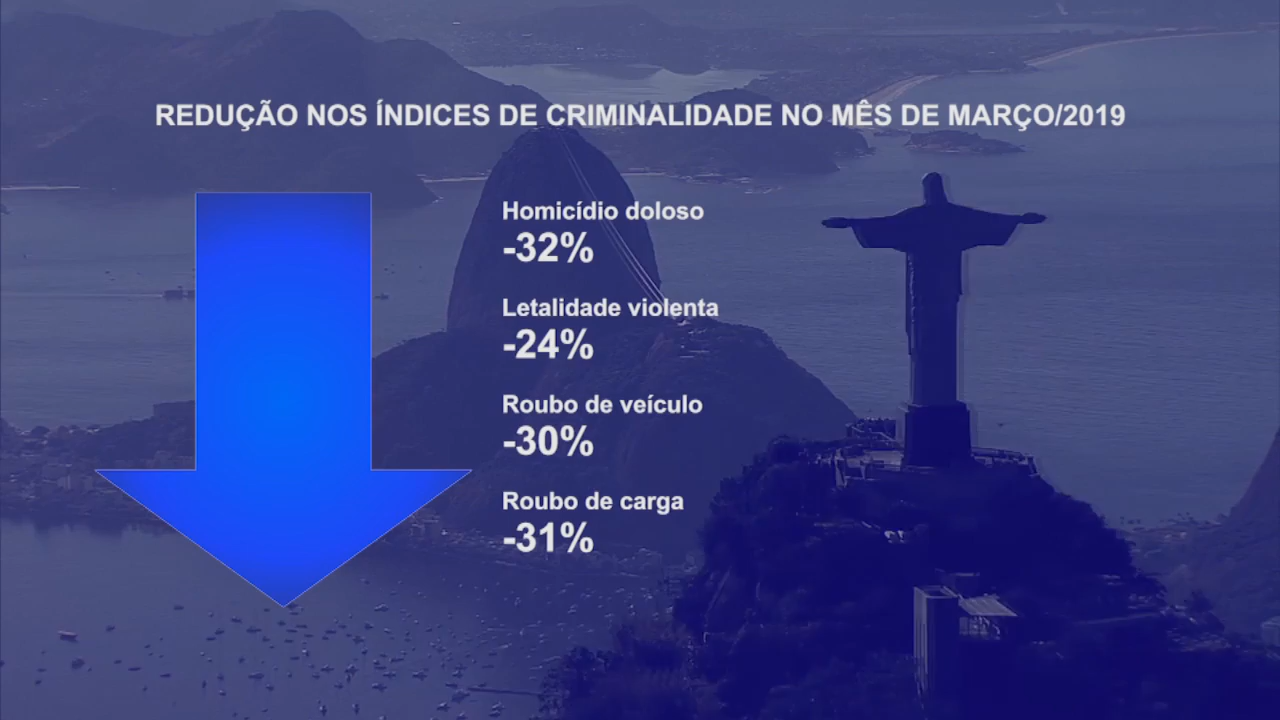 REDUÇÃO NOS ÍNDICES DE CRIMINALIDADE NO MÊS DE MARÇO/2019
Homicídio doloso
-32%
Letalidade violenta
-24%
Roubo de veículo
-30%
Roubo de carga
-31%